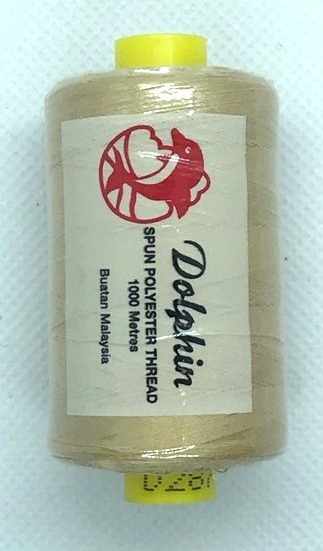 Dolphin
SPUN POLYESTER THREAD
1000 Metres
Buatan Malaysia